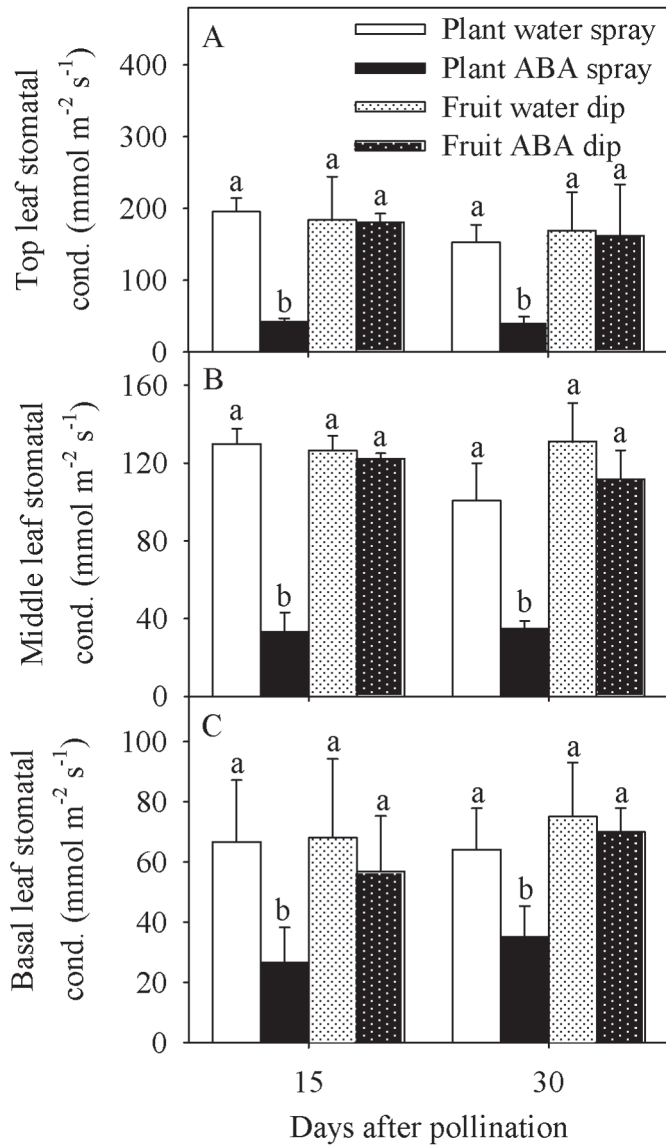 A
Plant water spray
Plant ABA spray
Fruit water dip
Fruit ABA dip
Top leaf stomatal
cond. (mmol m-2 s-1)
400
300
200
100
0
a
b
a
a
a
b
a
a
B
Middle leaf stomatal
cond. (mmol m-2 s-1)
160
120
80
40
0
a
b
a
a
a
b
a
a
C
Basal leaf stomatal
cond. (mmol m-2 s-1)
100
80
60
40
20
0
a
b
a
a
a
b
a
a
15 30
Days after pollination